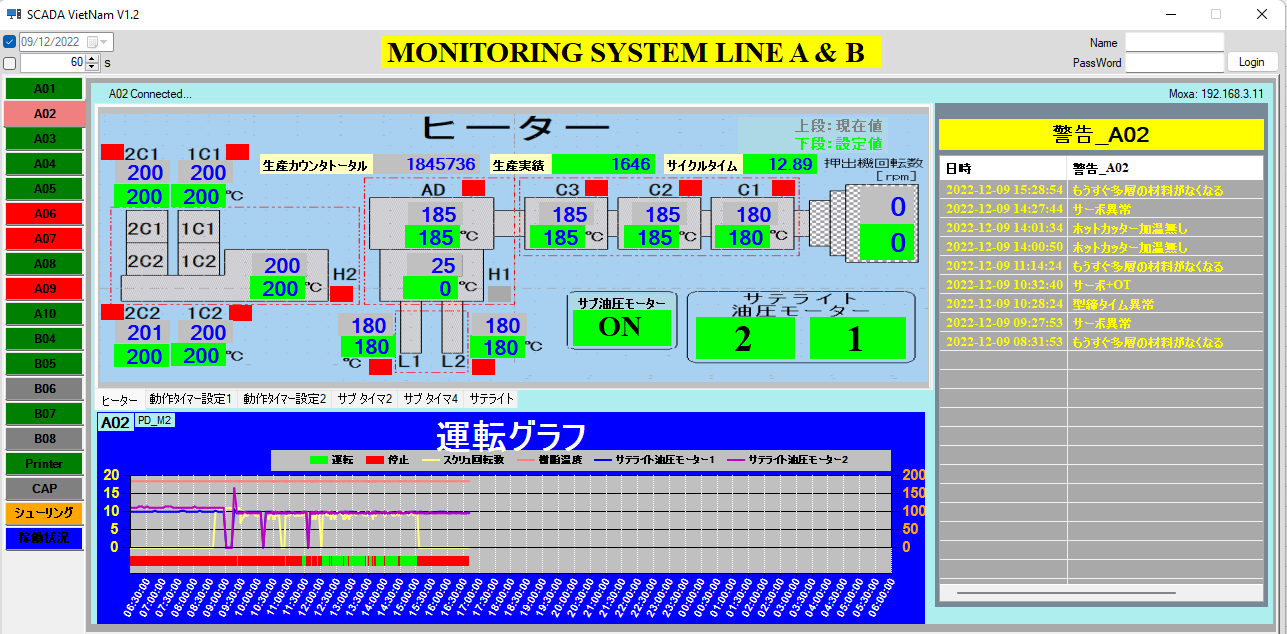 SCADA VietNam V1.2
09/12/2022
60 s
MONITORING SYSTEM LINE A & B
Name
PassWord
Login
A01
A02
A03
A04
A05
A06
A07
A08
A09
A10
B04
B05
B06
B07
B08
Printer
CAP
シューリング
稼働状況
A02 Connected...
Moxa: 192.168.3.11
ヒーター
上段:現在値
下段:設定値
生産カウンタトータル 1845736
生産実績 1646
サイクルタイム 12.89
押出機回転数
[rpm]
2C1 1C1
200 200
200 200 ℃
AD
185
185 ℃
C3
185
185 ℃
C2
185
185 ℃
C1
180
180 ℃
0
0
2C1 1C1
2C2 1C2
200
200 ℃
H2
25
0 ℃
H1
2C2 1C2
201 200
200 200 ℃
180
180
℃
L1 L2
180
180 ℃
サブ油圧モーター
ON
サテライト
油圧モーター
2 1
ヒーター 動作タイマー設定1 動作タイマー設定2 サブタイマ2 サブタイマ4 サテライト
A02 PD_M2
運転グラフ
運転 停止 スクリュ回転数 樹脂温度 サテライト油圧モーター1 サテライト油圧モーター2
20
15
10
5
0
200
150
100
50
0
06:30:00 07:00:00 07:30:00 08:00:00 08:30:00 09:00:00 09:30:00 10:00:00 10:30:00 11:00:00 11:30:00 12:00:00 12:30:00 13:00:00 13:30:00 14:00:00 14:30:00 15:00:00 15:30:00 16:00:00 16:30:00 17:00:00 17:30:00 18:00:00 18:30:00 19:00:00 19:30:00 20:00:00 20:30:00 21:00:00 21:30:00 22:00:00 22:30:00 23:00:00 23:30:00 00:00:00 00:30:00 01:00:00 01:30:00 02:00:00 02:30:00 03:00:00 03:30:00 04:00:00 04:30:00 05:00:00 05:30:00 06:00:00
警告_A02
日時 警告_A02
2022-12-09 15:28:54 もうすぐ多層の材料がなくなる
2022-12-09 14:27:44 サーボ異常
2022-12-09 14:01:34 ホットカッター加温無し
2022-12-09 14:00:50 ホットカッター加温無し
2022-12-09 11:14:24 もうすぐ多層の材料がなくなる
2022-12-09 10:32:40 サーボ+OT
2022-12-09 10:28:24 型締タイム異常
2022-12-09 09:27:53 サーボ異常
2022-12-09 08:31:53 もうすぐ多層の材料がなくなる